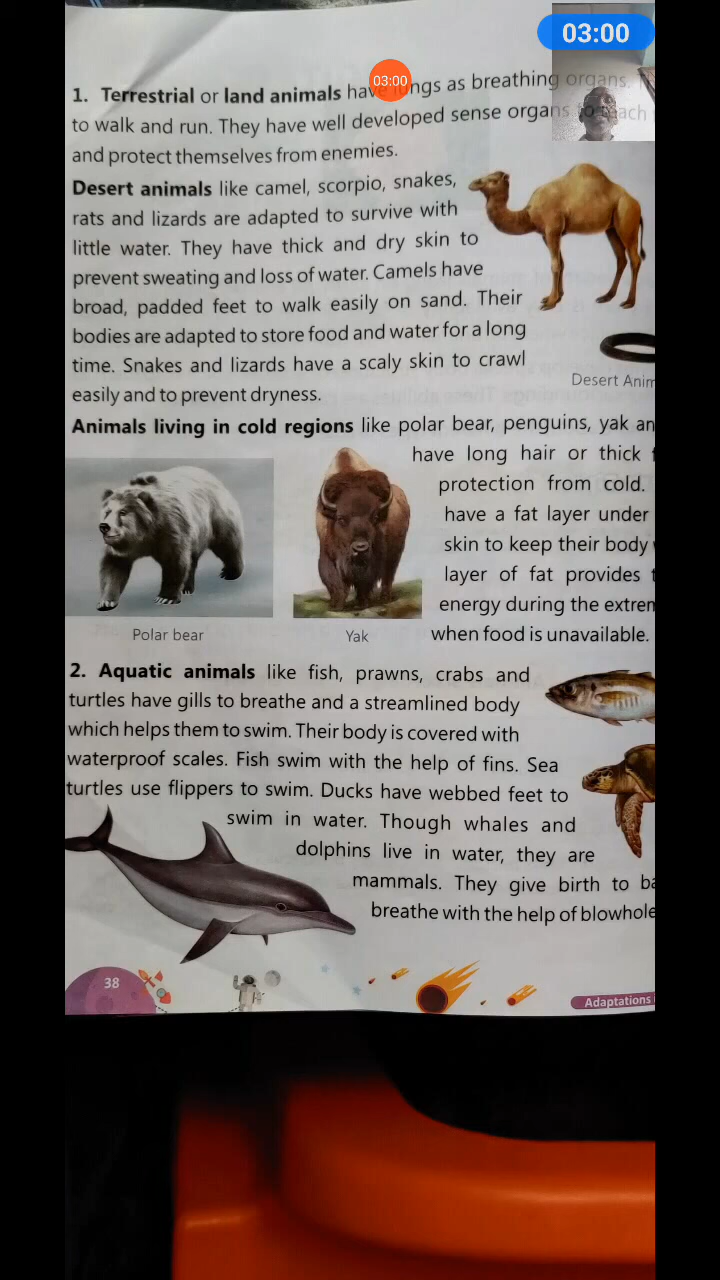 03:00
03:00
1. Terrestrial or land animals have lungs as breathing organs.
to walk and run. They have well developed sense organs to
and protect themselves from enemies.
Desert animals like camel, scorpio, snakes,
rats and lizards are adapted to survive with
little water. They have thick and dry skin to
prevent sweating and loss of water. Camels have
broad, padded feet to walk easily on sand. Their
bodies are adapted to store food and water for a long
time. Snakes and lizards have a scaly skin to crawl
easily and to prevent dryness.
Desert Anim
Animals living in cold regions like polar bear, penguins, yak an
have long hair or thick
protection from cold.
have a fat layer under
skin to keep their body
layer of fat provides
energy during the extrem
when food is unavailable.
Polar bear
Yak
2. Aquatic animals like fish, prawns, crabs and
turtles have gills to breathe and a streamlined body
which helps them to swim. Their body is covered with
waterproof scales. Fish swim with the help of fins. Sea
turtles use flippers to swim. Ducks have webbed feet to
swim in water. Though whales and
dolphins live in water, they are
mammals. They give birth to ba
breathe with the help of blowhole
38
Adaptations